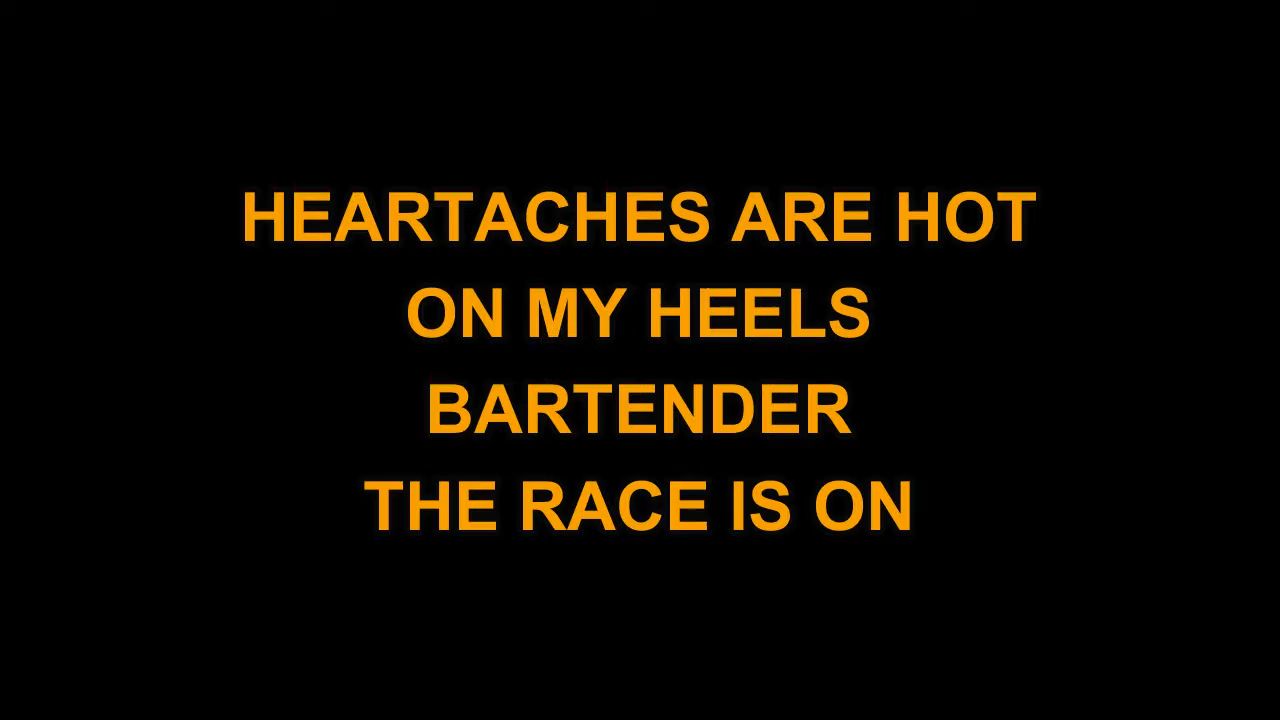 HEARTACHES ARE HOT
ON MY HEELS
BARTENDER
THE RACE IS ON